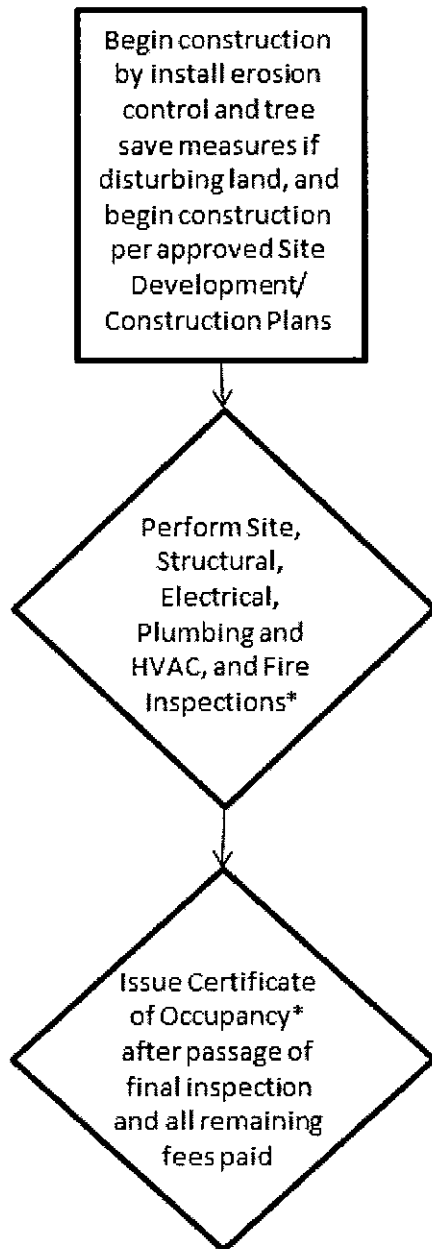 Begin construction
by install erosion
control and tree
save measures if
disturbing land, and
begin construction
per approved Site
Development/
Construction Plans
Perform Site,
Structural,
Electrical,
Plumbing and
HVAC, and Fire
Inspections*
Issue Certificate
of Occupancy*
after passage of
final inspection
and all remaining
fees paid